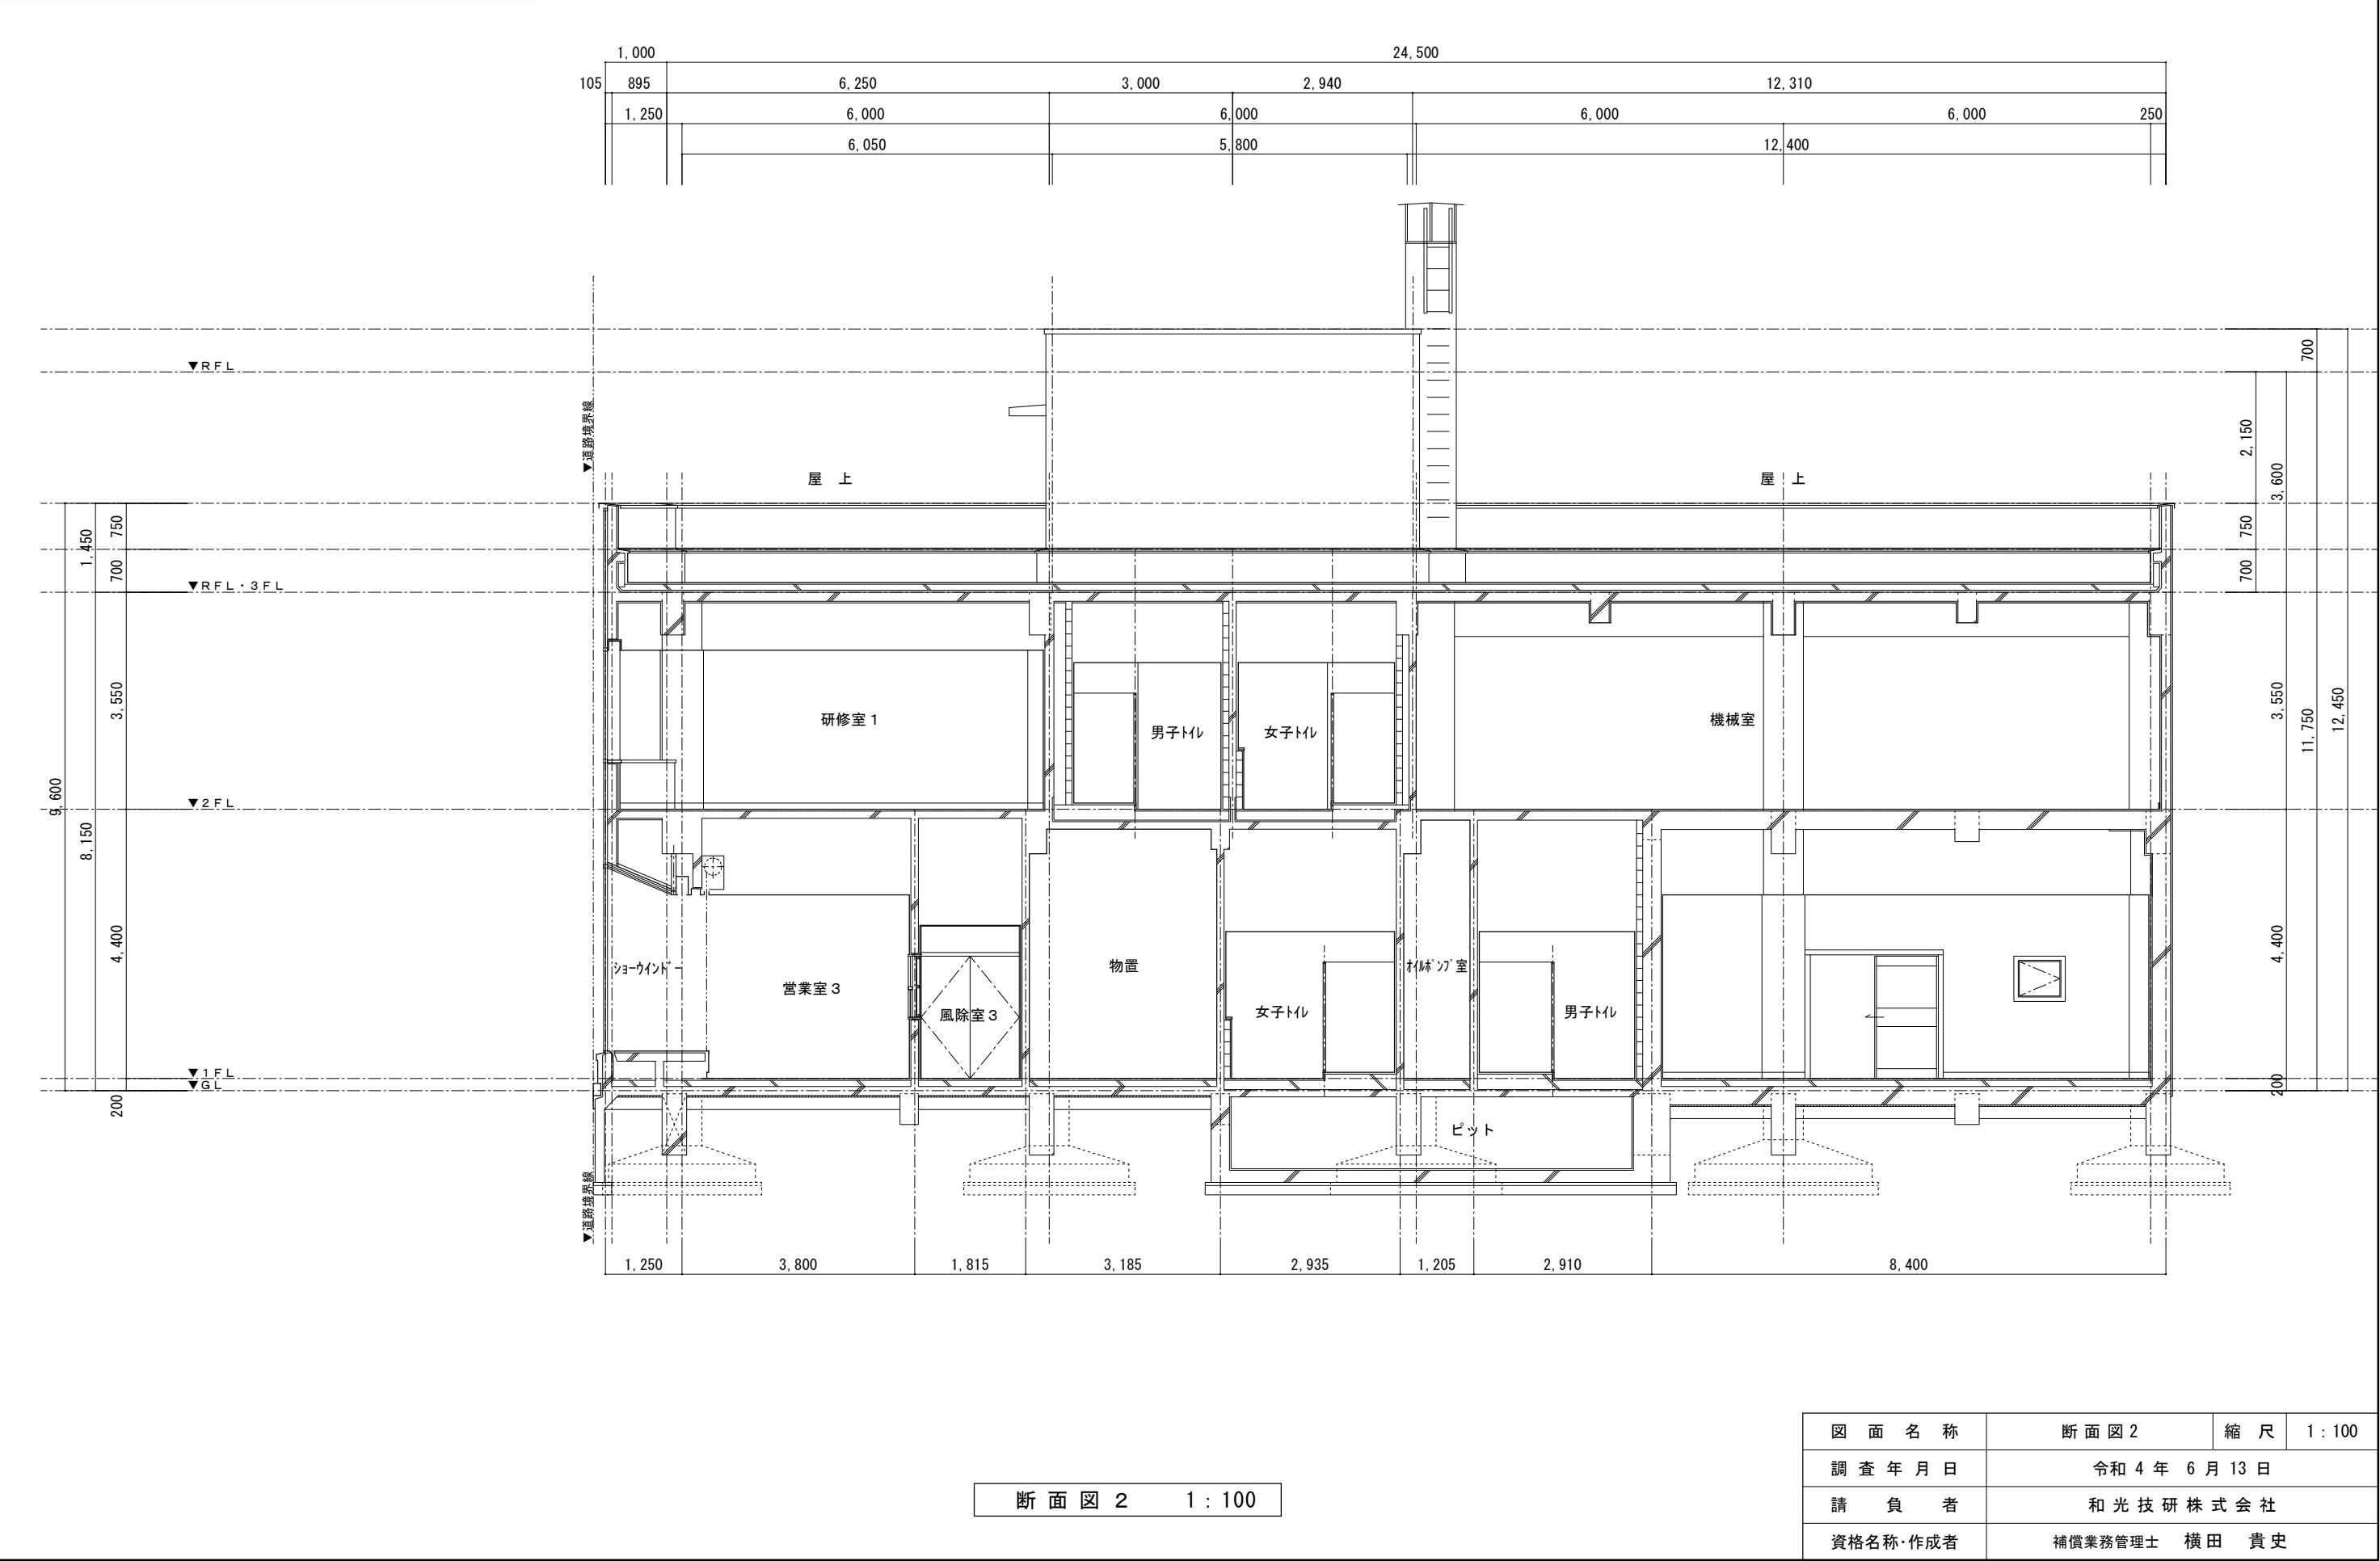 1,000 24,500
105 895 6,250 3,000 2,940 12,310
1,250 6,000 6,000 6,000 6,000 250
6,050 5,800 12,400
▼RFL
▼道路境界線
屋 上
屋 上
700
2,150
3,600
750
700
3,550
11,750
12,450
4,400
200
750
1,450
700
▼RFL・3FL
3,550
9,600
▼2FL
8,150
4,400
▼1FL
▼GL
200
研修室1
男子トイレ
女子トイレ
機械室
ショーウインドー
営業室3
風除室3
物置
女子トイレ
オイルポンプ室
男子トイレ
ピット
▼道路境界線
1,250 3,800 1,815 3,185 2,935 1,205 2,910 8,400
断面図2 1:100
図面名称 断面図2 縮尺 1:100
調査年月日 令和4年 6月13日
請負者 和光技研株式会社
資格名称・作成者 補償業務管理士 横田 貴史